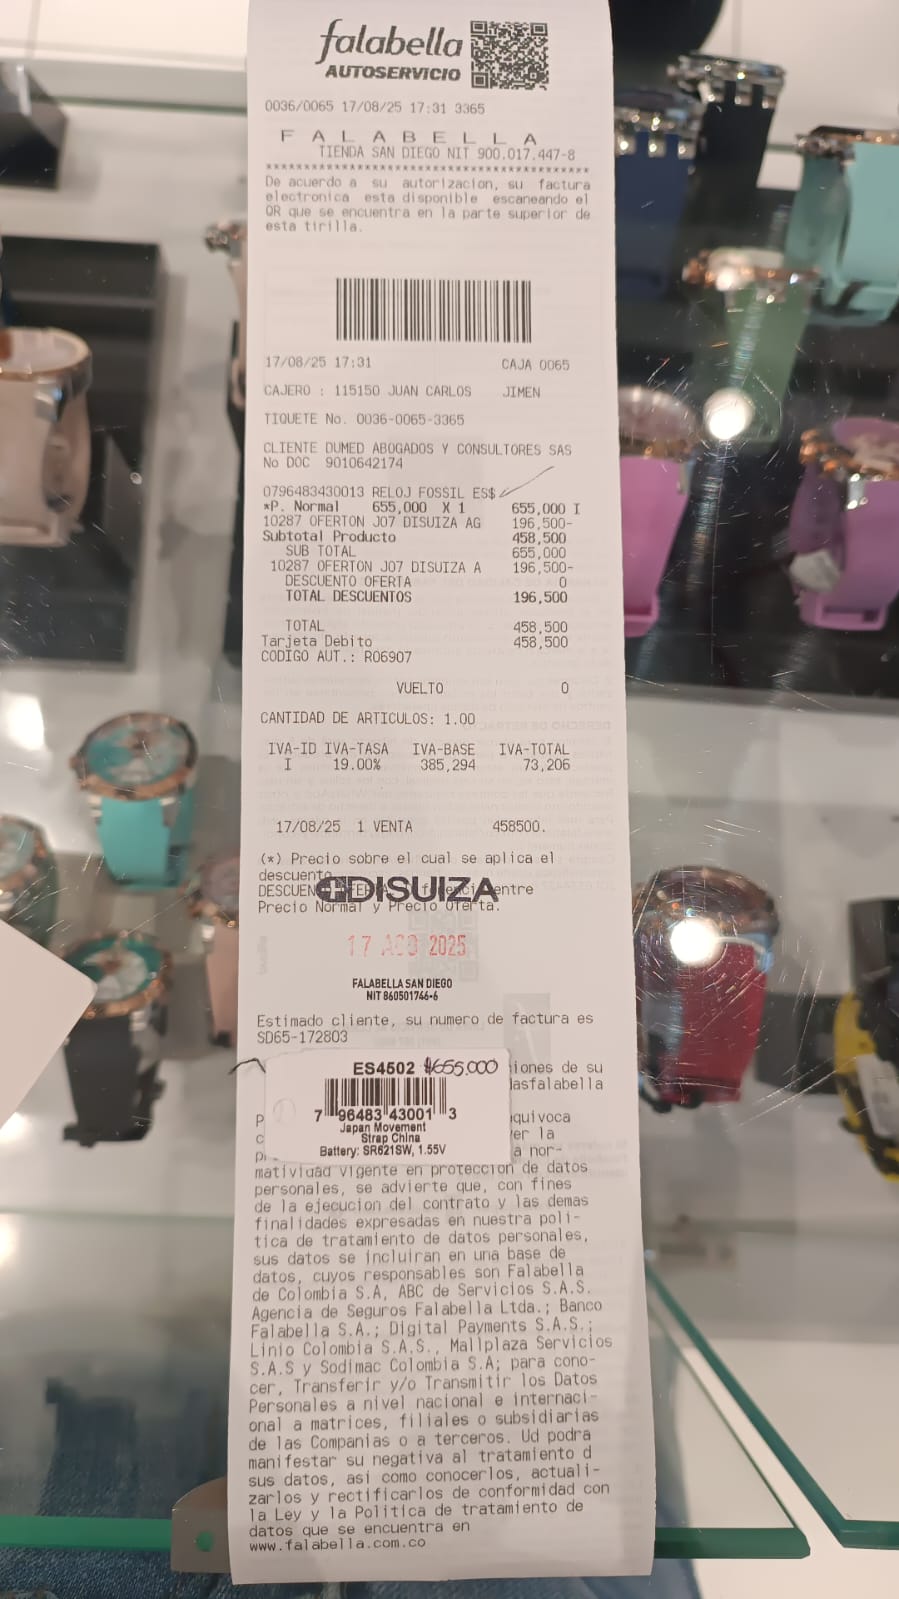 falabella
AUTOSERVICIO
0036/0065 17/08/25 17:31 3365
F A L A B E L L A
TIENDA SAN DIEGO NIT 900.017.447-8
De acuerdo a su autorizacion, su factura
electronica esta disponible escaneando el
QR que se encuentra en la parte superior de
esta tirilla.
17/08/25 17:31 CAJA 0065
CAJERO : 115150 JUAN CARLOS JIMEN
TIQUETE No. 0036-0065-3365
CLIENTE DUMED ABOGADOS Y CONSULTORES SAS
No DOC 9010642174
0796483430013 RELOJ FOSSIL ES$
*P. Normal 655,000 X 1 655,000 I
10287 OFERTON J07 DISUIZA AG 196,500-
Subtotal Producto 458,500
SUB TOTAL 655,000
10287 OFERTON J07 DISUIZA A 196,500-
DESCUENTO OFERTA 0
TOTAL DESCUENTOS 196,500
TOTAL 458,500
Tarjeta Debito 458,500
CODIGO AUT.: R06907
VUELTO 0
CANTIDAD DE ARTICULOS: 1.00
IVA-ID IVA-TASA IVA-BASE IVA-TOTAL
I 19.00% 385,294 73,206
17/08/25 1 VENTA 458500.
(*) Precio sobre el cual se aplica el
descuento
DISUIZA
entre
Precio Normal y Precio Oferta.
17 AGO 2025
FALABELLA SAN DIEGO
NIT 860501746-6
Estimado cliente, su numero de factura es
SD65-172803
ES4502 $655.000
7 96483 43001 3
Japan Movement
Strap China
Battery: SR621SW, 1.55V
de su
la
a nor-
matividad vigente en proteccion de datos
personales, se advierte que, con fines
de la ejecucion del contrato y las demas
finalidades expresadas en nuestra poli-
tica de tratamiento de datos personales,
sus datos se incluiran en una base de
datos, cuyos responsables son Falabella
de Colombia S.A, ABC de Servicios S.A.S.
Agencia de Seguros Falabella Ltda.; Banco
Falabella S.A.; Digital Payments S.A.S.;
Linio Colombia S.A.S., Mallplaza Servicios
S.A.S y Sodimac Colombia S.A; para cono-
cer, Transferir y/o Transmitir los Datos
Personales a nivel nacional e internaci-
onal a matrices, filiales o subsidiarias
de las Companias o a terceros. Ud podra
manifestar su negativa al tratamiento d
sus datos, asi como conocerlos, actuali-
zarlos y rectificarlos de conformidad con
la Ley y la Politica de tratamiento de
datos que se encuentra en
www.falabella.com.co